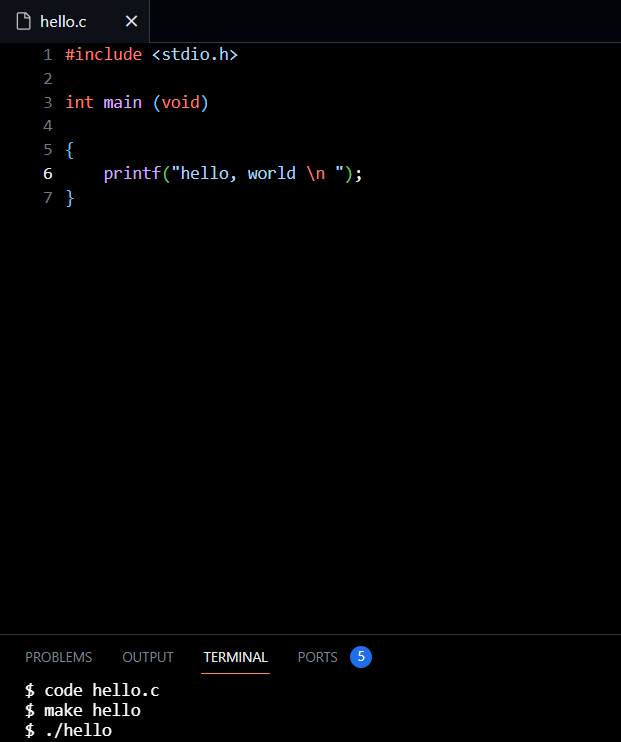 hello.c ×
1 #include <stdio.h>
2
3 int main (void)
4
5 {
6     printf("hello, world \n ");
7 }
PROBLEMS OUTPUT TERMINAL PORTS 5
$ code hello.c
$ make hello
$ ./hello